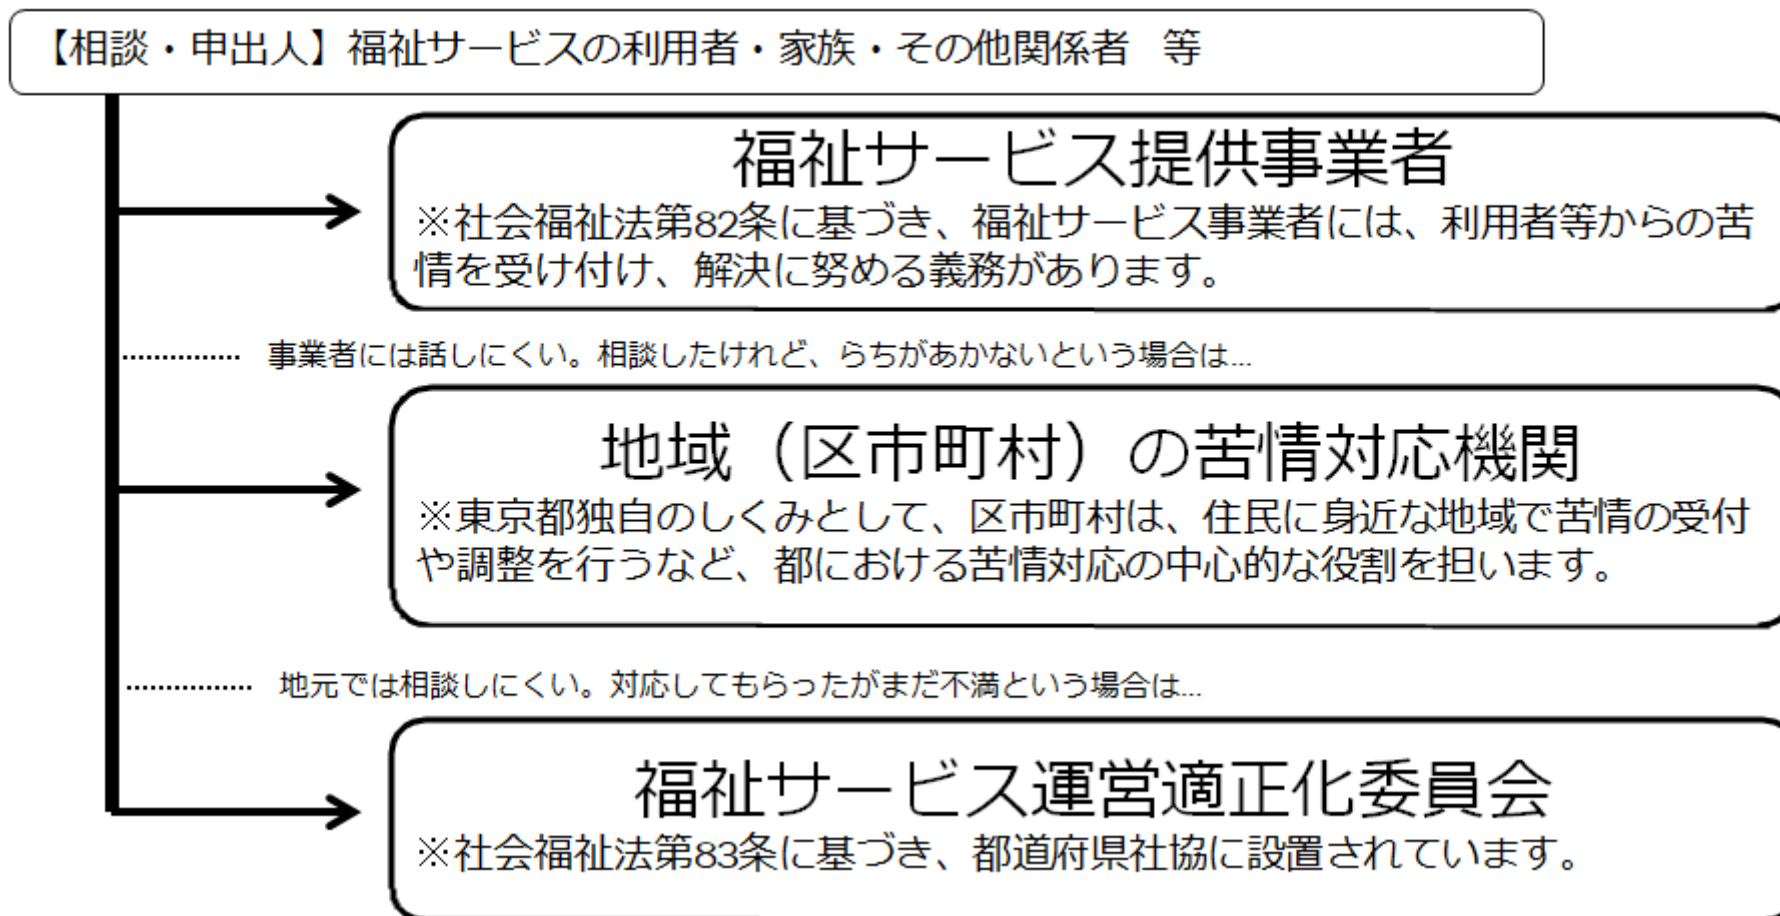 【相談・申出人】福祉サービスの利用者・家族・その他関係者　等
福祉サービス提供事業者
※社会福祉法第82条に基づき、福祉サービス事業者には、利用者等からの苦
情を受け付け、解決に努める義務があります。
事業者には話しにくい。相談したけれど、らちがあかないという場合は...
地域（区市町村）の苦情対応機関
※東京都独自のしくみとして、区市町村は、住民に身近な地域で苦情の受付
や調整を行うなど、都における苦情対応の中心的な役割を担います。
地元では相談しにくい。対応してもらったがまだ不満という場合は...
福祉サービス運営適正化委員会
※社会福祉法第83条に基づき、都道府県社協に設置されています。